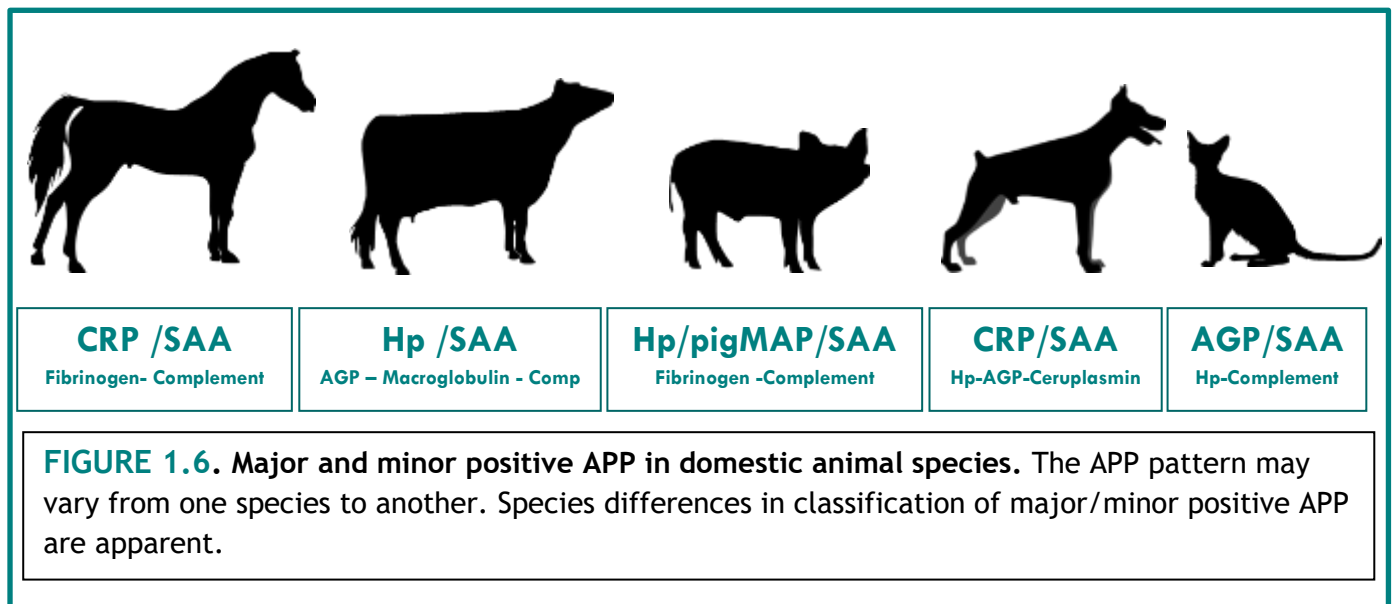 CRP /SAA
Fibrinogen- Complement
Hp /SAA
AGP – Macroglobulin - Comp
Hp/pigMAP/SAA
Fibrinogen -Complement
CRP/SAA
Hp-AGP-Ceruplasmin
AGP/SAA
Hp-Complement
FIGURE 1.6. Major and minor positive APP in domestic animal species. The APP pattern may
vary from one species to another. Species differences in classification of major/minor positive APP
are apparent.